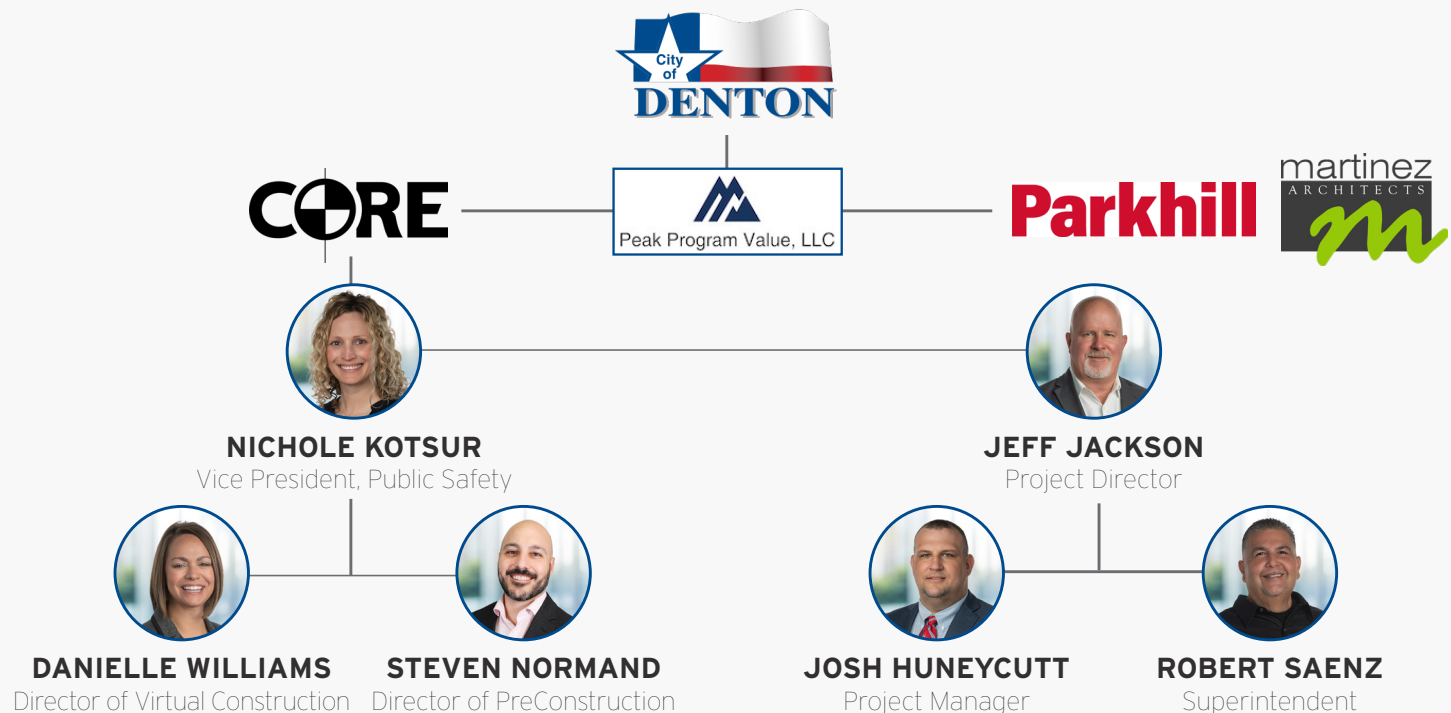 City
of
DENTON
CORE
Peak Program Value, LLC
Parkhill
martinez
ARCHITECTS
m
NICHOLE KOTSUR
Vice President, Public Safety
JEFF JACKSON
Project Director
DANIELLE WILLIAMS
Director of Virtual Construction
STEVEN NORMAND
Director of PreConstruction
JOSH HUNEYCUTT
Project Manager
ROBERT SAENZ
Superintendent